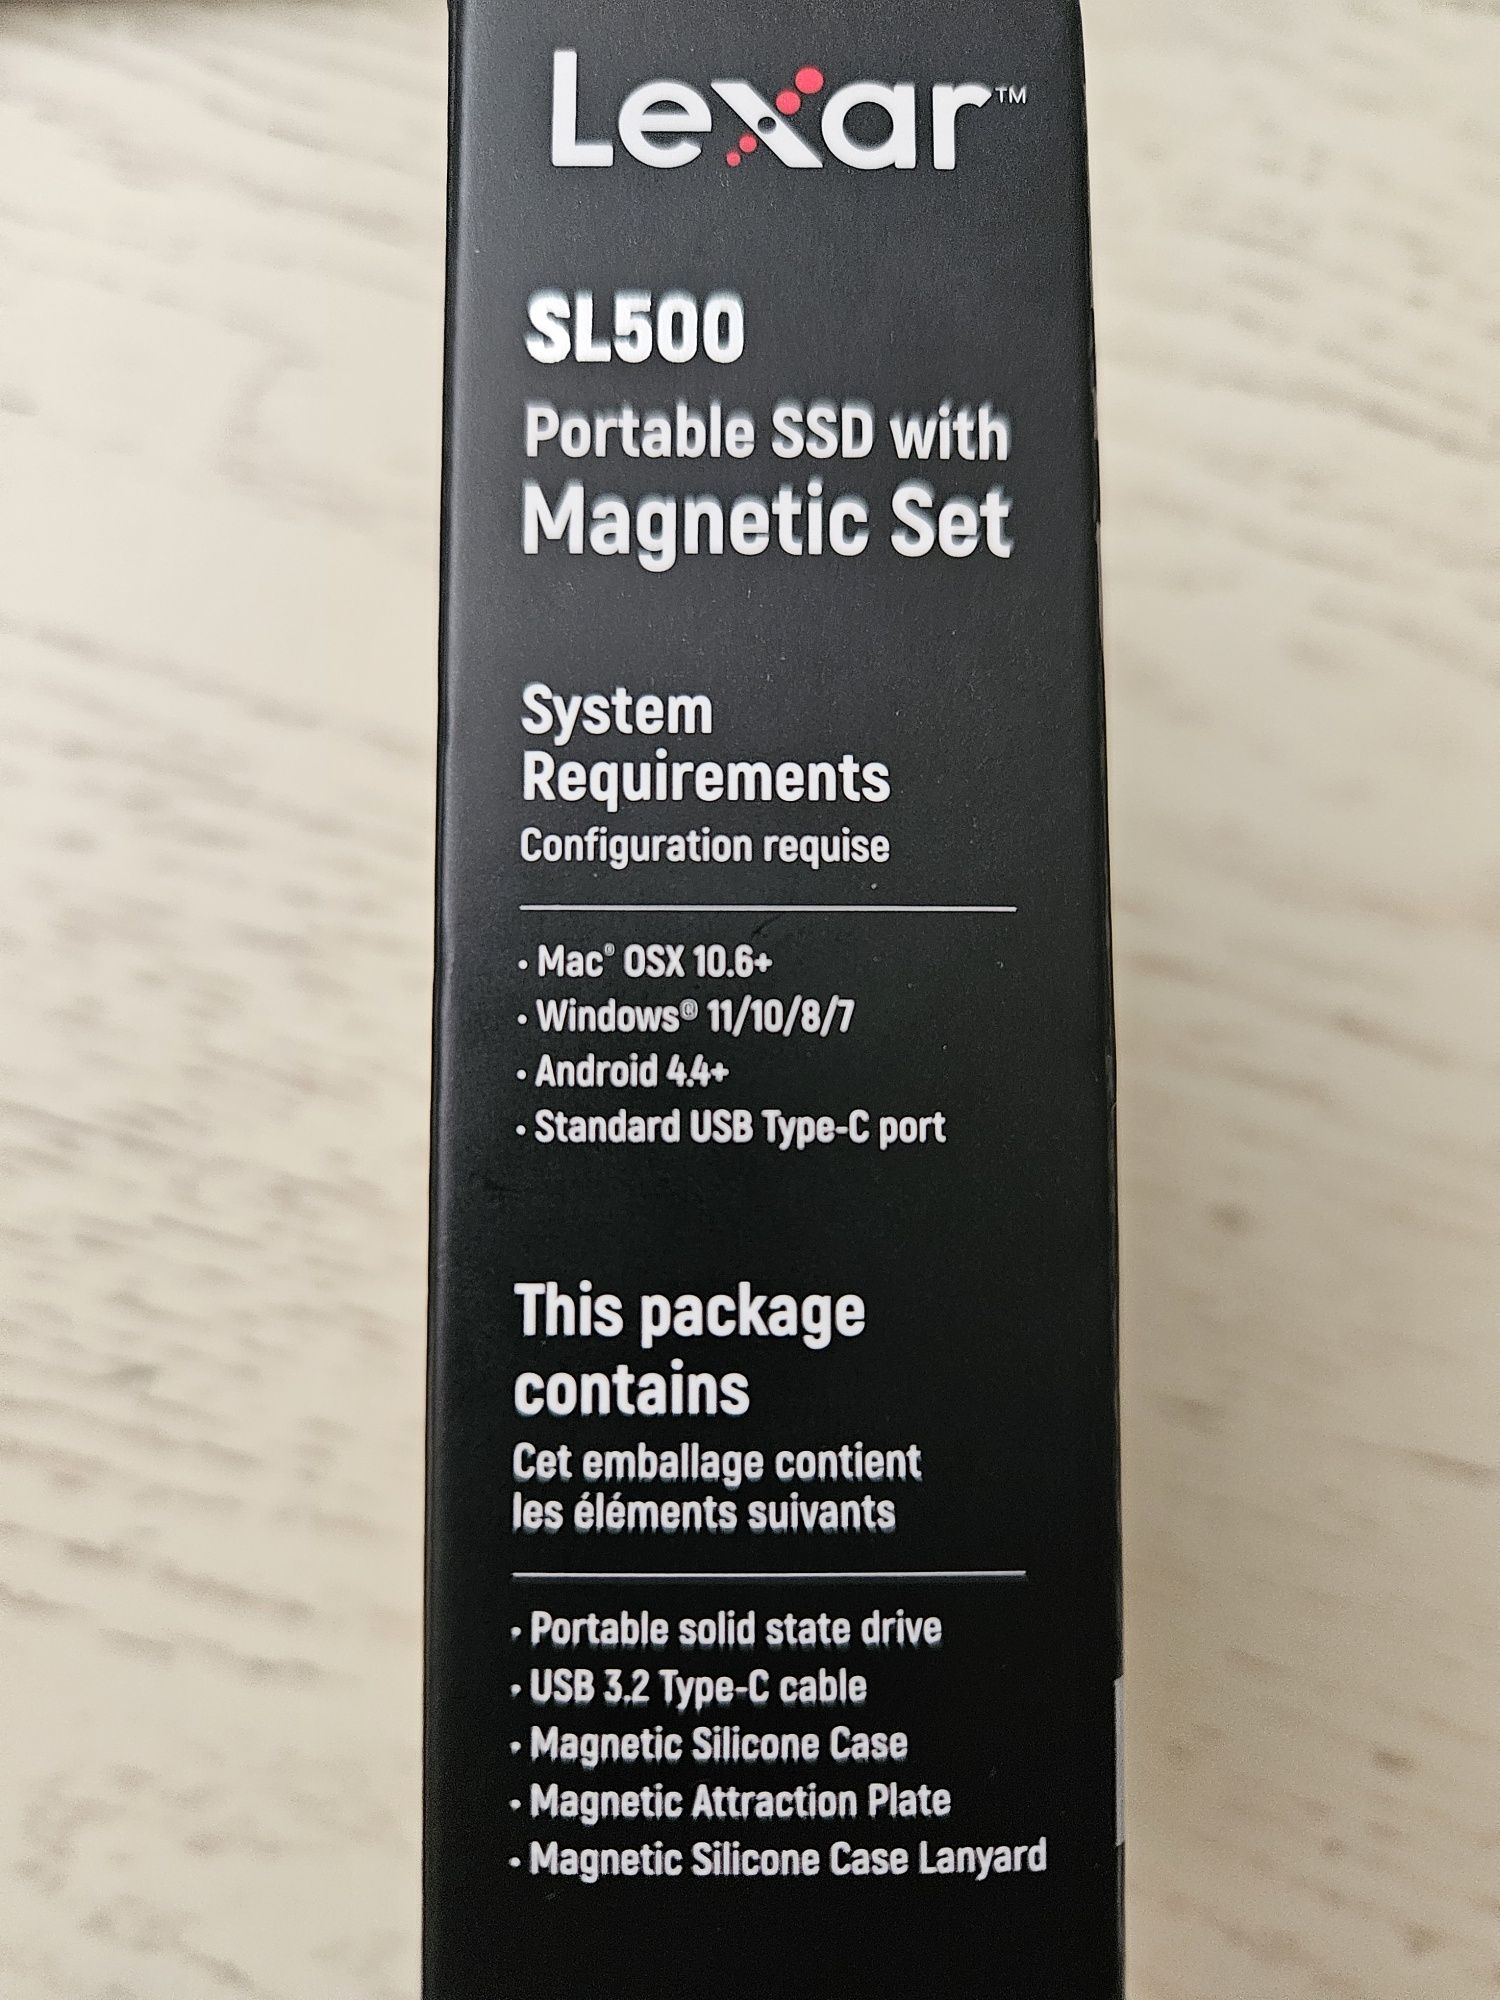 Lexar™
SL500
Portable SSD with
Magnetic Set
System
Requirements
Configuration requise
• Mac® OSX 10.6+
• Windows® 11/10/8/7
• Android 4.4+
• Standard USB Type-C port
This package
contains
Cet emballage contient
les éléments suivants
• Portable solid state drive
• USB 3.2 Type-C cable
• Magnetic Silicone Case
• Magnetic Attraction Plate
• Magnetic Silicone Case Lanyard